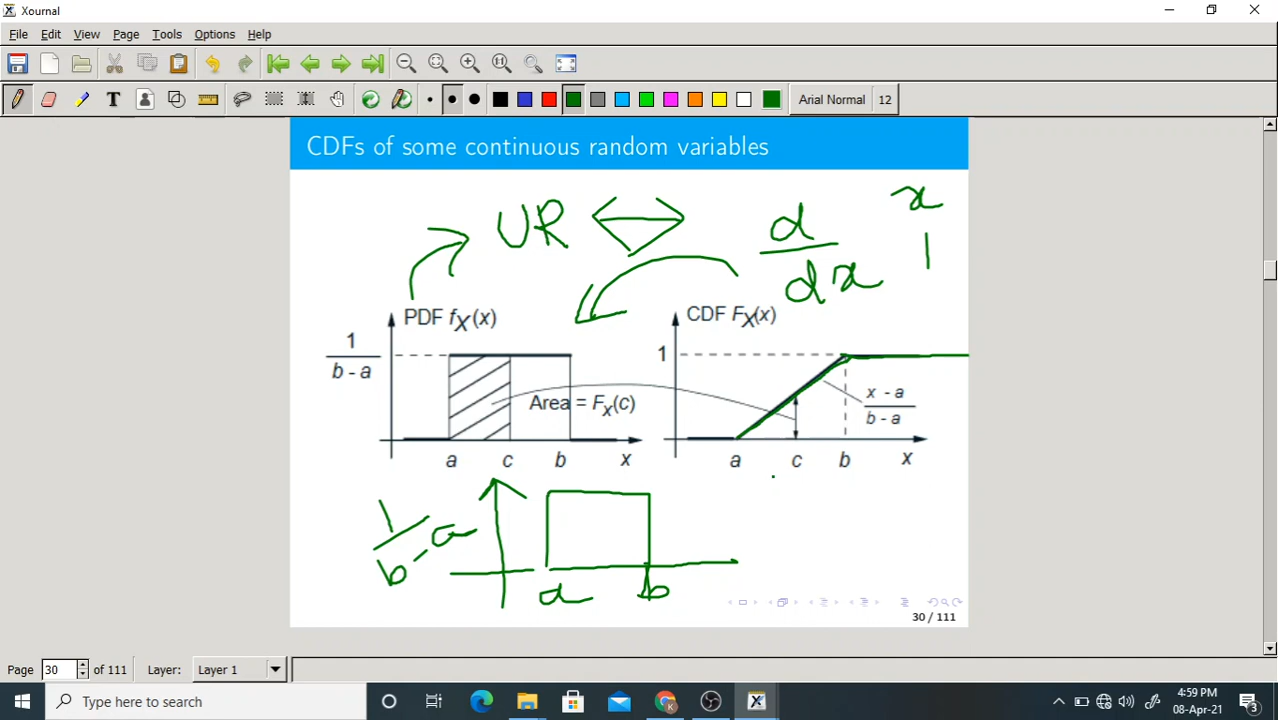 Xournal
File Edit View Page Tools Options Help
Arial Normal 12
CDFs of some continuous random variables
x
UR
d
dx
1
PDF fX(x)
CDF FX(x)
1
b - a
1
x - a
b - a
Area = FX(c)
a c b x
a c b x
1
b - a
a b
30 / 111
Page 30 of 111 Layer: Layer 1
Type here to search
4:59 PM
08-Apr-21
3